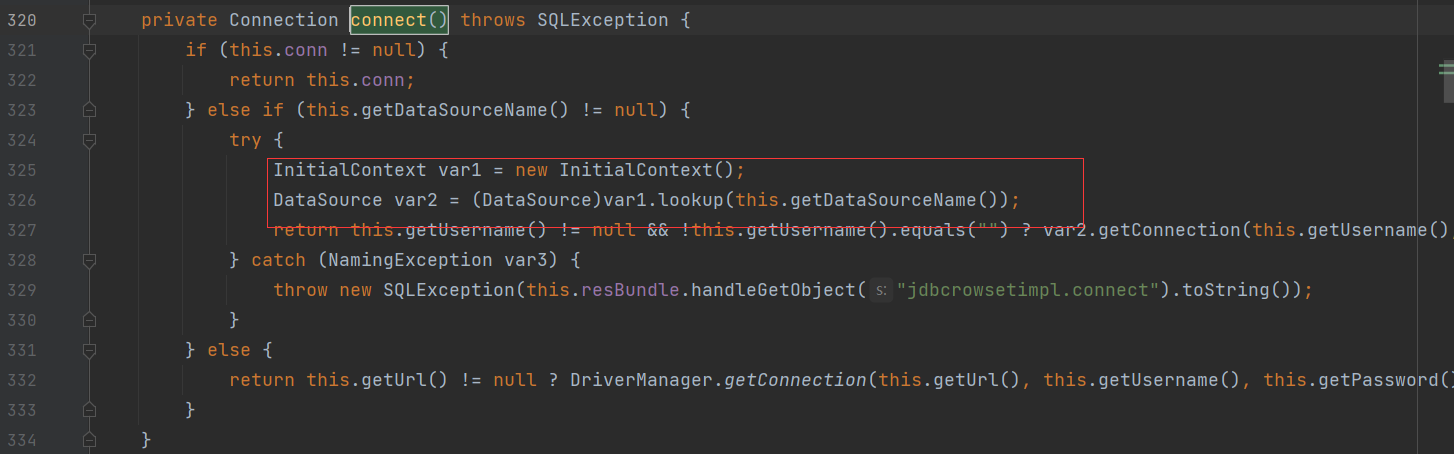 320 private Connection connect() throws SQLException {
321 if (this.conn != null) {
322 return this.conn;
323 } else if (this.getDataSourceName() != null) {
324 try {
325 InitialContext var1 = new InitialContext();
326 DataSource var2 = (DataSource)var1.lookup(this.getDataSourceName());
327 return this.getUsername() != null && !this.getUsername().equals("") ? var2.getConnection(this.getUsername(),
328 } catch (NamingException var3) {
329 throw new SQLException(this.resBundle.handleGetObject( s: "jdbcrowsetimpl.connect").toString());
330 }
331 } else {
332 return this.getUrl() != null ? DriverManager.getConnection(this.getUrl(), this.getUsername(), this.getPassword()
333 }
334 }